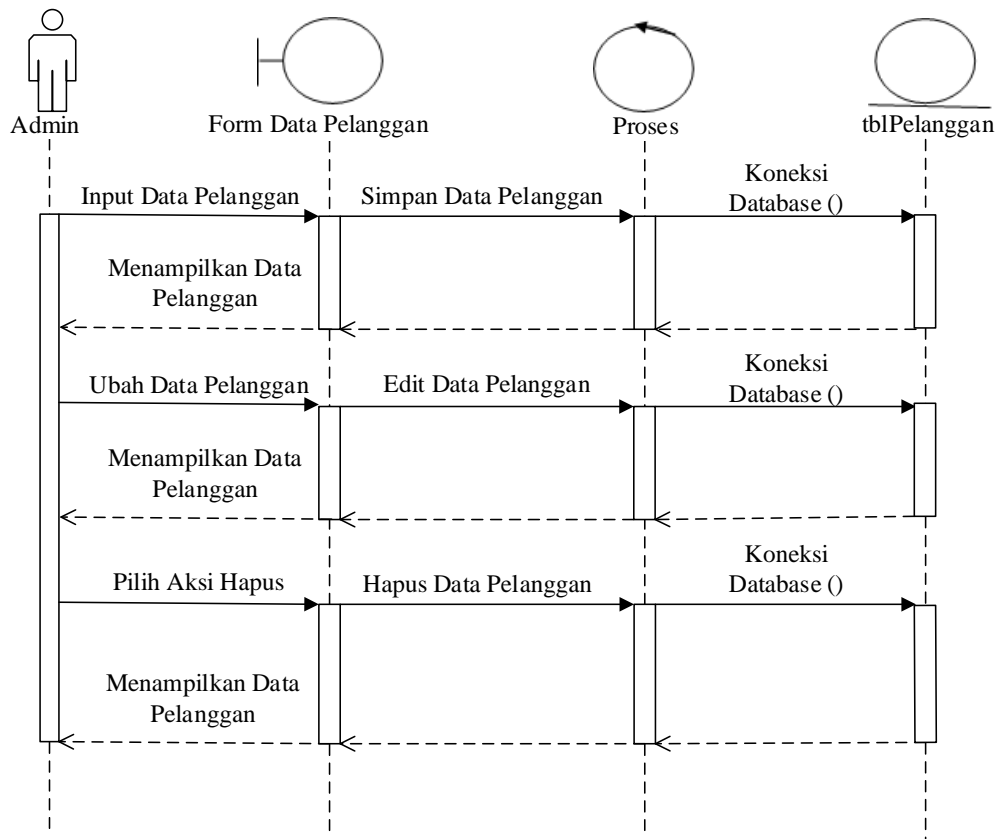 Admin
Form Data Pelanggan
Proses
tblPelanggan
Input Data Pelanggan
Simpan Data Pelanggan
Koneksi
Database ()
Menampilkan Data
Pelanggan
Ubah Data Pelanggan
Edit Data Pelanggan
Koneksi
Database ()
Menampilkan Data
Pelanggan
Pilih Aksi Hapus
Hapus Data Pelanggan
Koneksi
Database ()
Menampilkan Data
Pelanggan